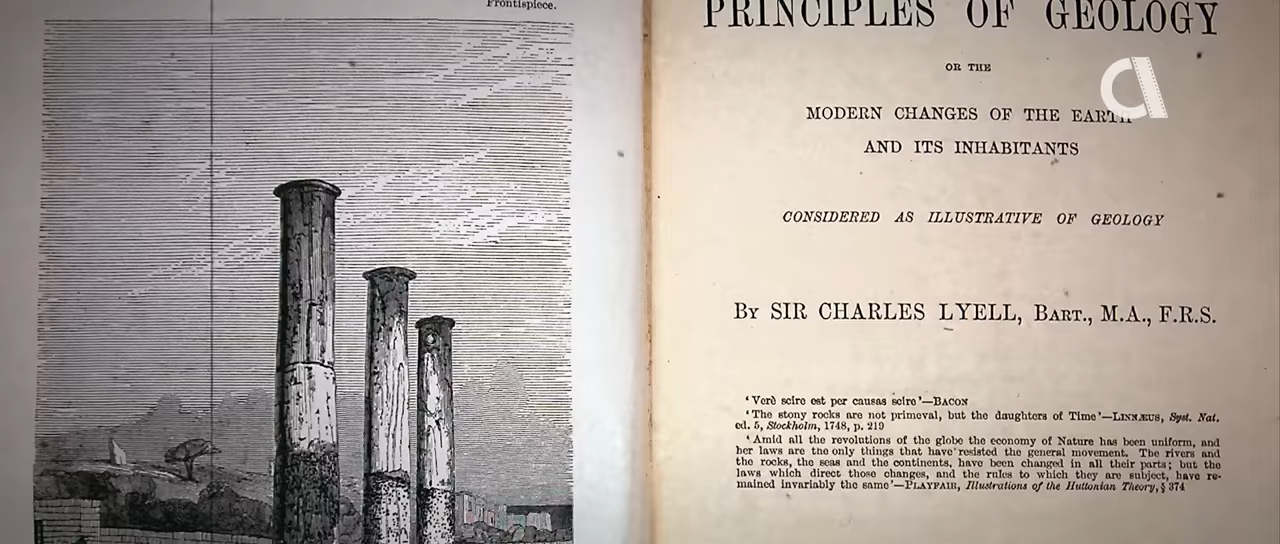 Frontispiece.
PRINCIPLES OF GEOLOGY
OR THE
MODERN CHANGES OF THE EARTH
AND ITS INHABITANTS
CONSIDERED AS ILLUSTRATIVE OF GEOLOGY
By SIR CHARLES LYELL, Bart., M.A., F.R.S.
‘Verè scire est per causas scire’—Bacon
‘The stony rocks are not primeval, but the daughters of Time’—Linnæus, Syst. Nat.
ed. 5, Stockholm, 1748, p. 219
‘Amid all the revolutions of the globe the economy of Nature has been uniform, and
her laws are the only things that have resisted the general movement. The rivers and
the rocks, the seas and the continents, have been changed in all their parts; but the
laws which direct those changes, and the rules to which they are subject, have re-
mained invariably the same’—Playfair, Illustrations of the Huttonian Theory, § 374